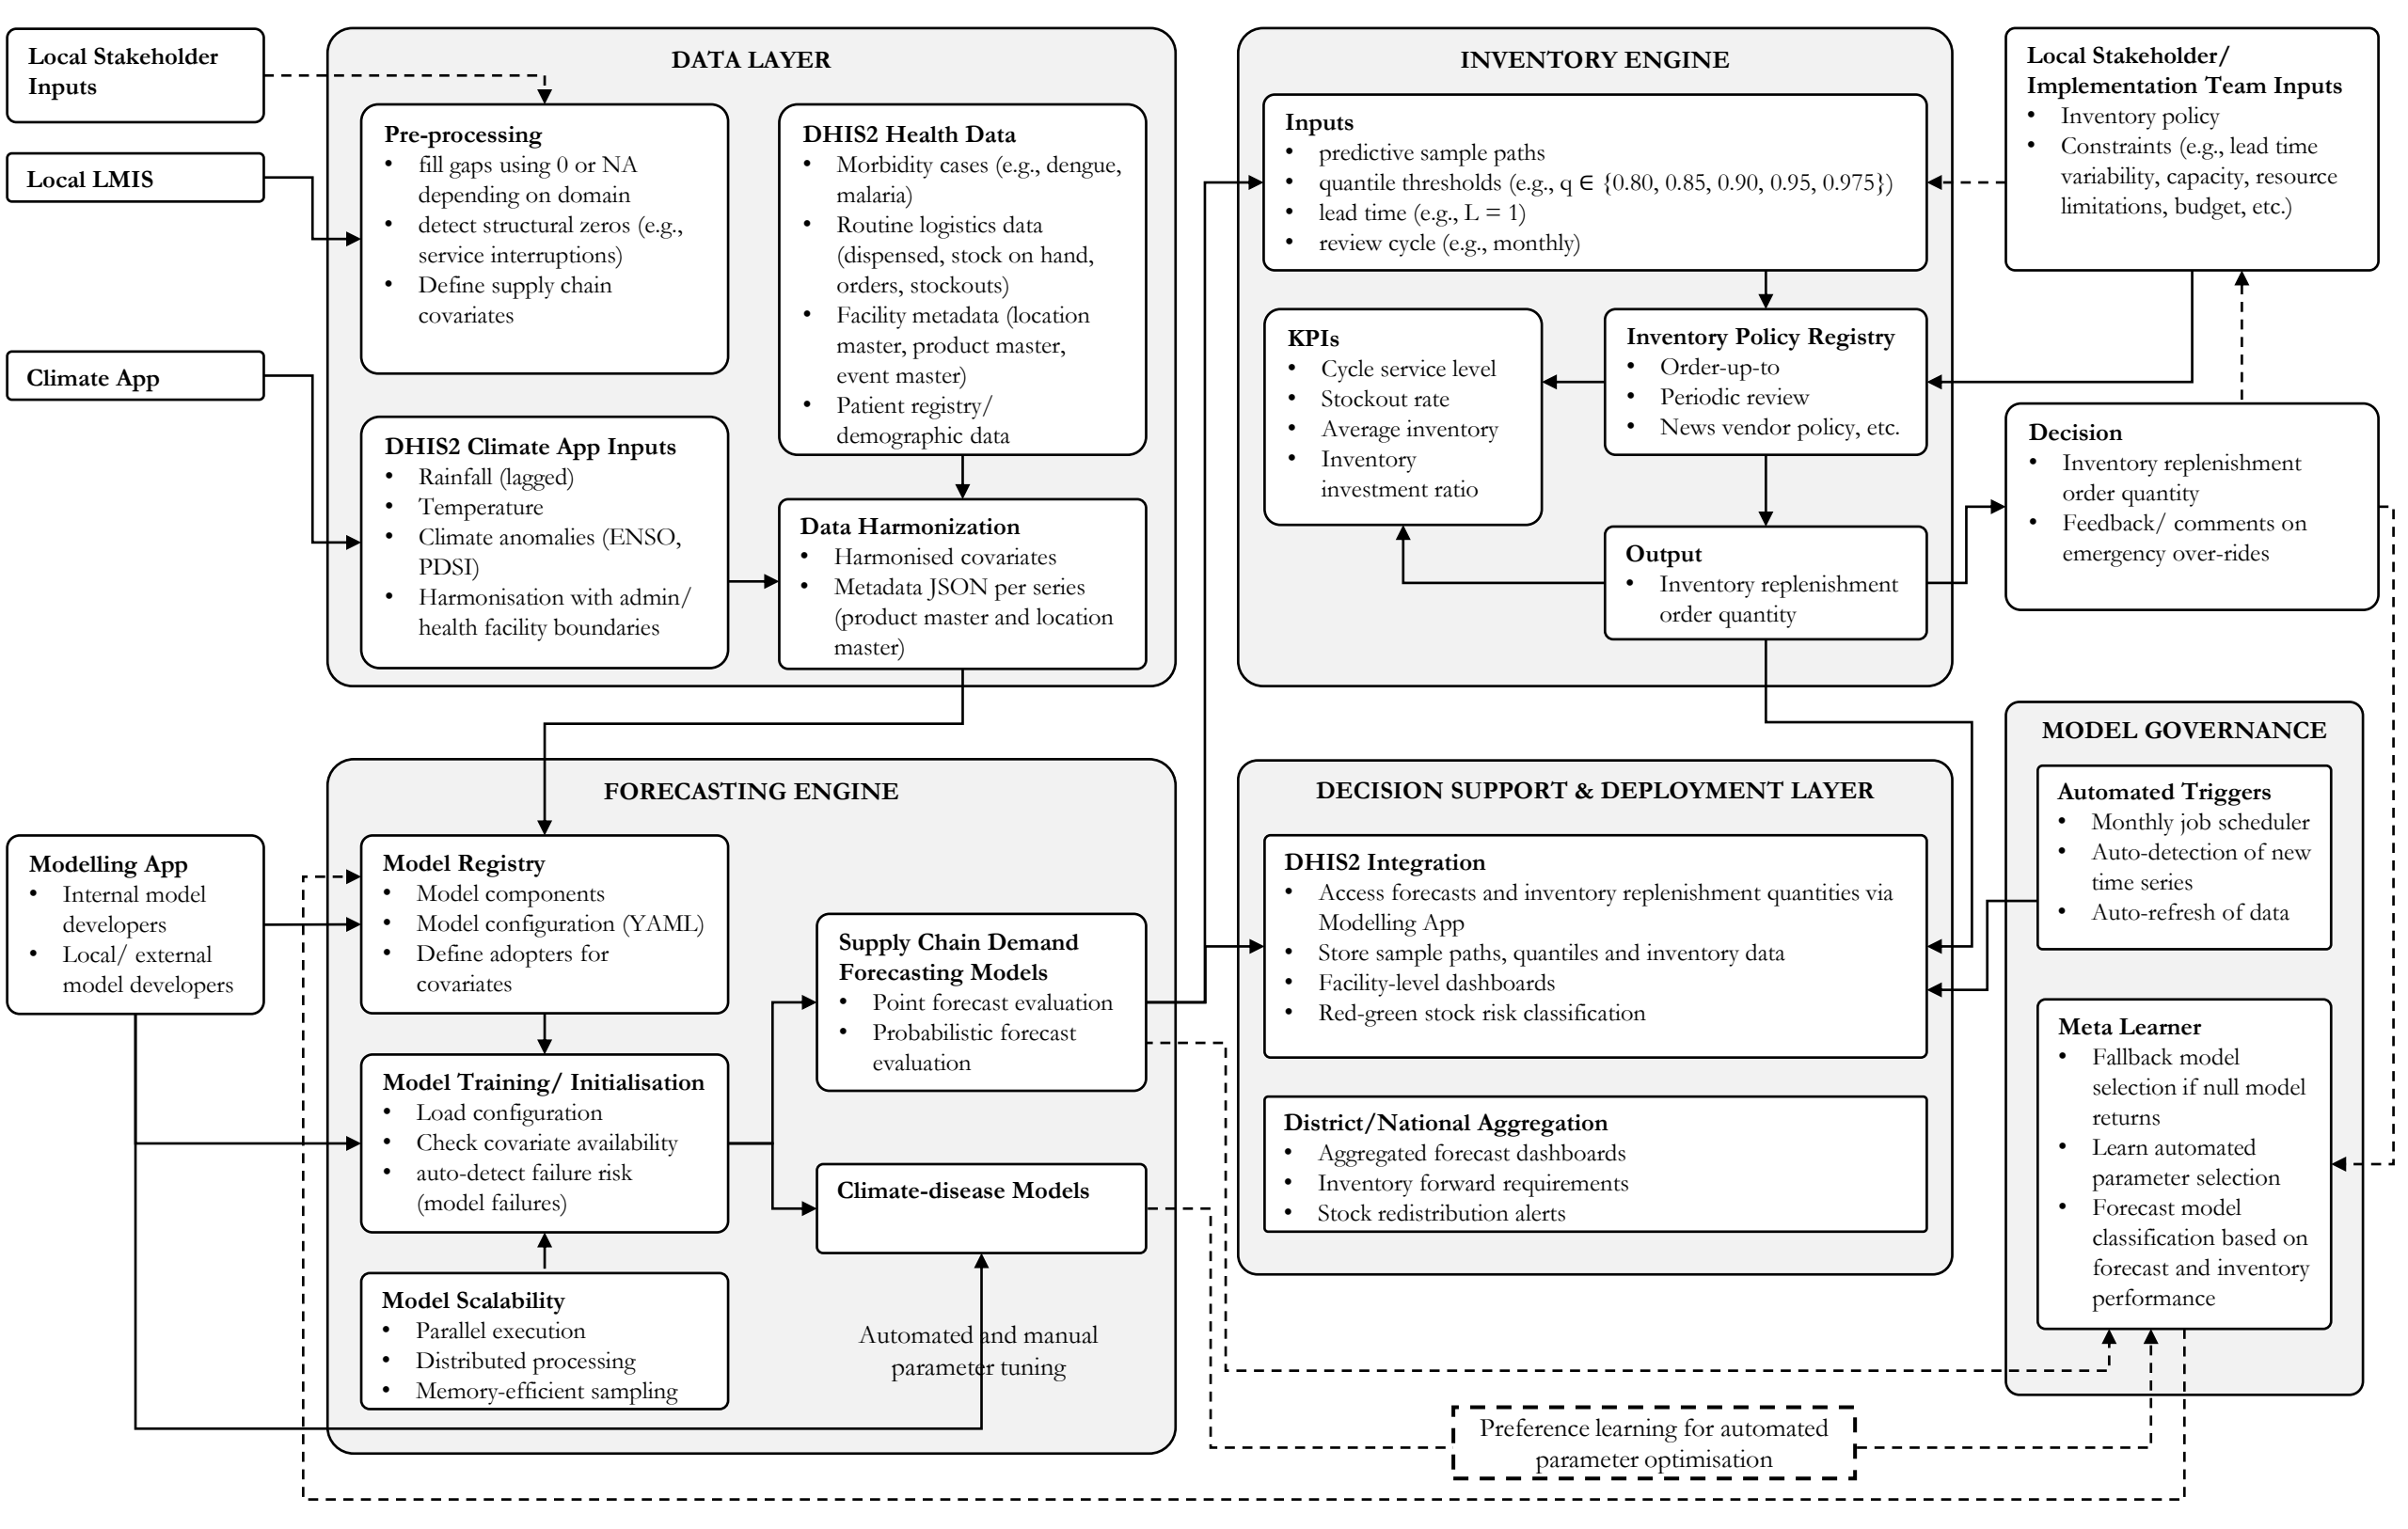 Local Stakeholder
Inputs
Local LMIS
Climate App
DATA LAYER
Pre-processing
• fill gaps using 0 or NA
depending on domain
• detect structural zeros (e.g.,
service interruptions)
• Define supply chain
covariates
DHIS2 Climate App Inputs
• Rainfall (lagged)
• Temperature
• Climate anomalies (ENSO,
PDSI)
• Harmonisation with admin/
health facility boundaries
DHIS2 Health Data
• Morbidity cases (e.g., dengue,
malaria)
• Routine logistics data
(dispensed, stock on hand,
orders, stockouts)
• Facility metadata (location
master, product master,
event master)
• Patient registry/
demographic data
Data Harmonization
• Harmonised covariates
• Metadata JSON per series
(product master and location
master)
INVENTORY ENGINE
Inputs
• predictive sample paths
• quantile thresholds (e.g., q ∈ {0.80, 0.85, 0.90, 0.95, 0.975})
• lead time (e.g., L = 1)
• review cycle (e.g., monthly)
KPIs
• Cycle service level
• Stockout rate
• Average inventory
• Inventory
investment ratio
Inventory Policy Registry
• Order-up-to
• Periodic review
• News vendor policy, etc.
Output
• Inventory replenishment
order quantity
Local Stakeholder/
Implementation Team Inputs
• Inventory policy
• Constraints (e.g., lead time
variability, capacity, resource
limitations, budget, etc.)
Decision
• Inventory replenishment
order quantity
• Feedback/ comments on
emergency over-rides
Modelling App
• Internal model
developers
• Local/ external
model developers
FORECASTING ENGINE
Model Registry
• Model components
• Model configuration (YAML)
• Define adopters for
covariates
Model Training/ Initialisation
• Load configuration
• Check covariate availability
• auto-detect failure risk
(model failures)
Model Scalability
• Parallel execution
• Distributed processing
• Memory-efficient sampling
Supply Chain Demand
Forecasting Models
• Point forecast evaluation
• Probabilistic forecast
evaluation
Climate-disease Models
Automated and manual
parameter tuning
DECISION SUPPORT & DEPLOYMENT LAYER
DHIS2 Integration
• Access forecasts and inventory replenishment quantities via
Modelling App
• Store sample paths, quantiles and inventory data
• Facility-level dashboards
• Red-green stock risk classification
District/National Aggregation
• Aggregated forecast dashboards
• Inventory forward requirements
• Stock redistribution alerts
MODEL GOVERNANCE
Automated Triggers
• Monthly job scheduler
• Auto-detection of new
time series
• Auto-refresh of data
Meta Learner
• Fallback model
selection if null model
returns
• Learn automated
parameter selection
• Forecast model
classification based on
forecast and inventory
performance
Preference learning for automated
parameter optimisation